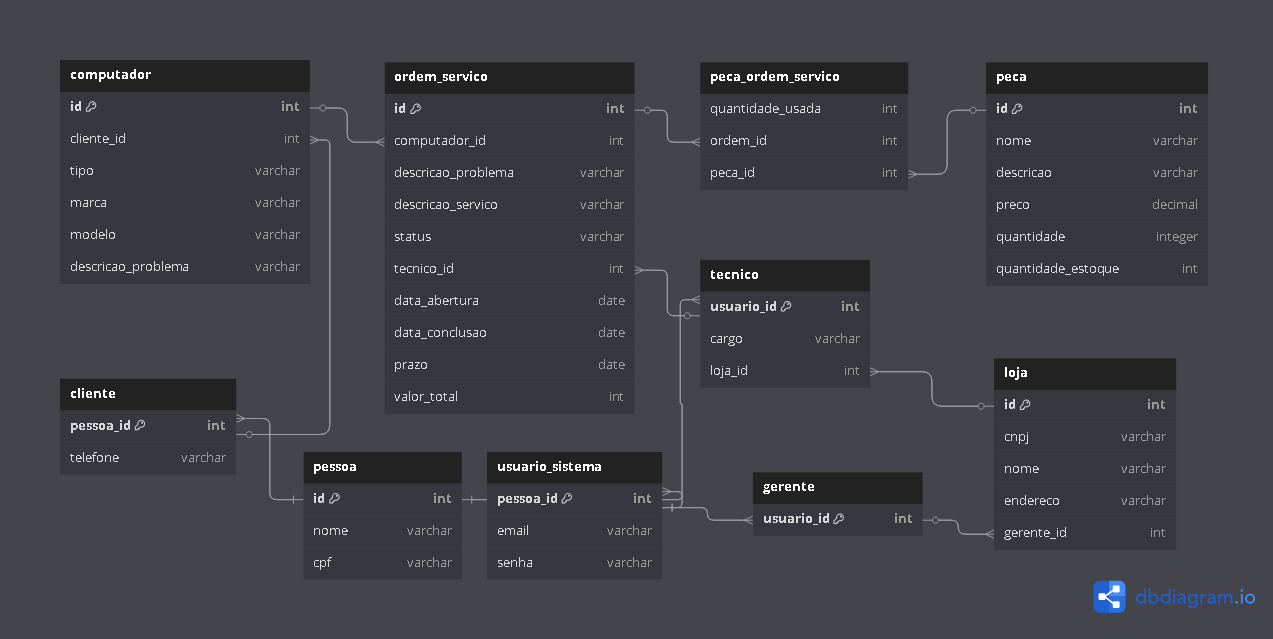 computador
id int
cliente_id int
tipo varchar
marca varchar
modelo varchar
descricao_problema varchar
ordem_servico
id int
computador_id int
descricao_problema varchar
descricao_servico varchar
status varchar
tecnico_id int
data_abertura date
data_conclusao date
prazo date
valor_total int
peca_ordem_servico
quantidade_usada int
ordem_id int
peca_id int
peca
id int
nome varchar
descricao varchar
preco decimal
quantidade integer
quantidade_estoque int
tecnico
usuario_id int
cargo varchar
loja_id int
loja
id int
cnpj varchar
nome varchar
endereco varchar
gerente_id int
cliente
pessoa_id int
telefone varchar
pessoa
id int
nome varchar
cpf varchar
usuario_sistema
pessoa_id int
email varchar
senha varchar
gerente
usuario_id int
dbdiagram.io